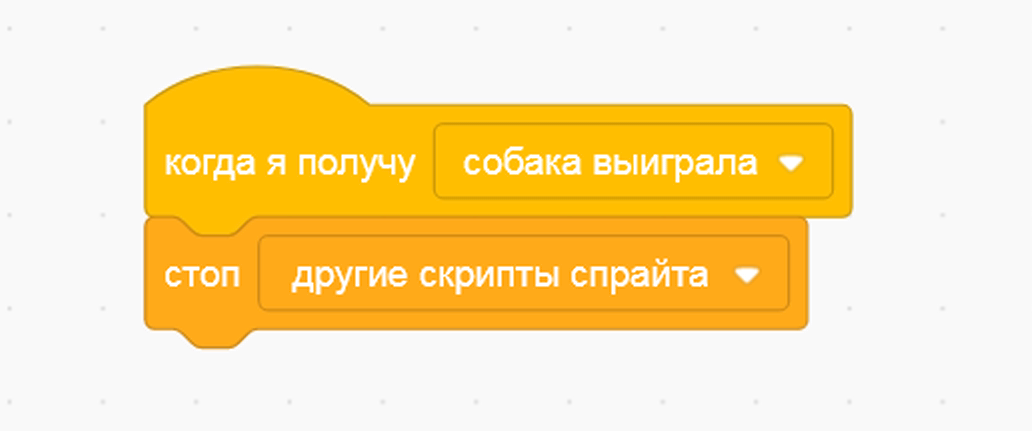 когда я получу собака выиграла
стоп другие скрипты спрайта